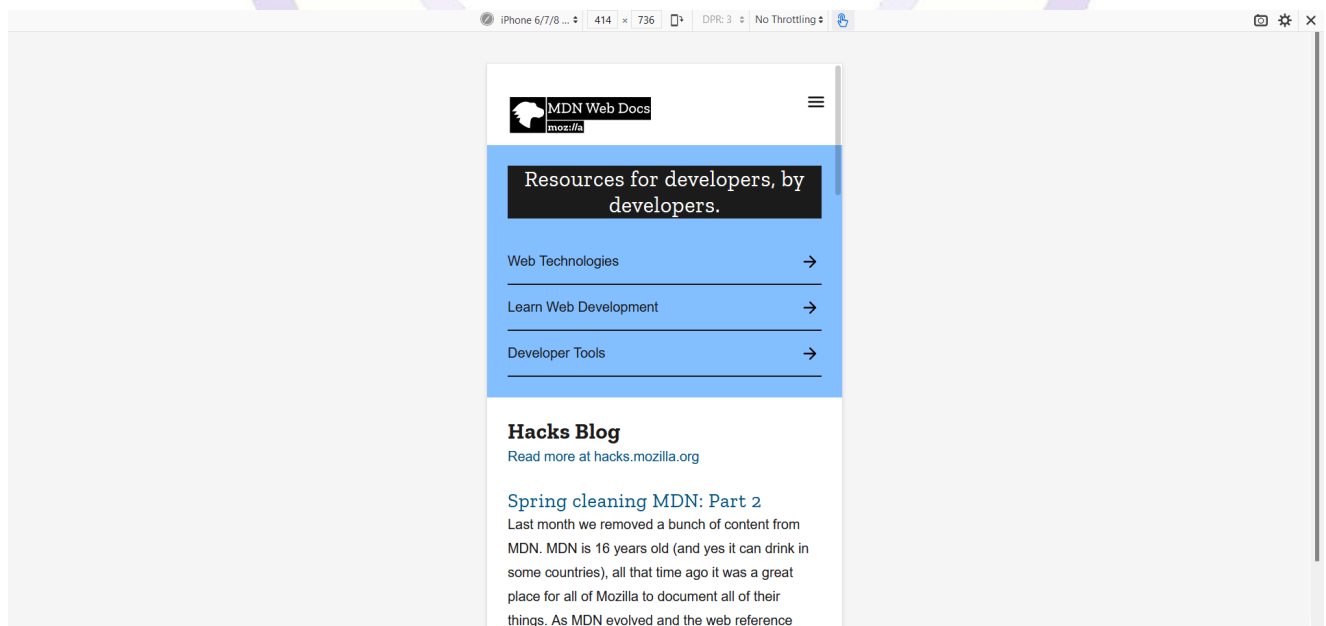 iPhone 6/7/8 ... 414 × 736 DPR: 3 No Throttling
MDN Web Docs
moz://a
Resources for developers, by
developers.
Web Technologies
Learn Web Development
Developer Tools
Hacks Blog
Read more at hacks.mozilla.org
Spring cleaning MDN: Part 2
Last month we removed a bunch of content from
MDN. MDN is 16 years old (and yes it can drink in
some countries), all that time ago it was a great
place for all of Mozilla to document all of their
things. As MDN evolved and the web reference